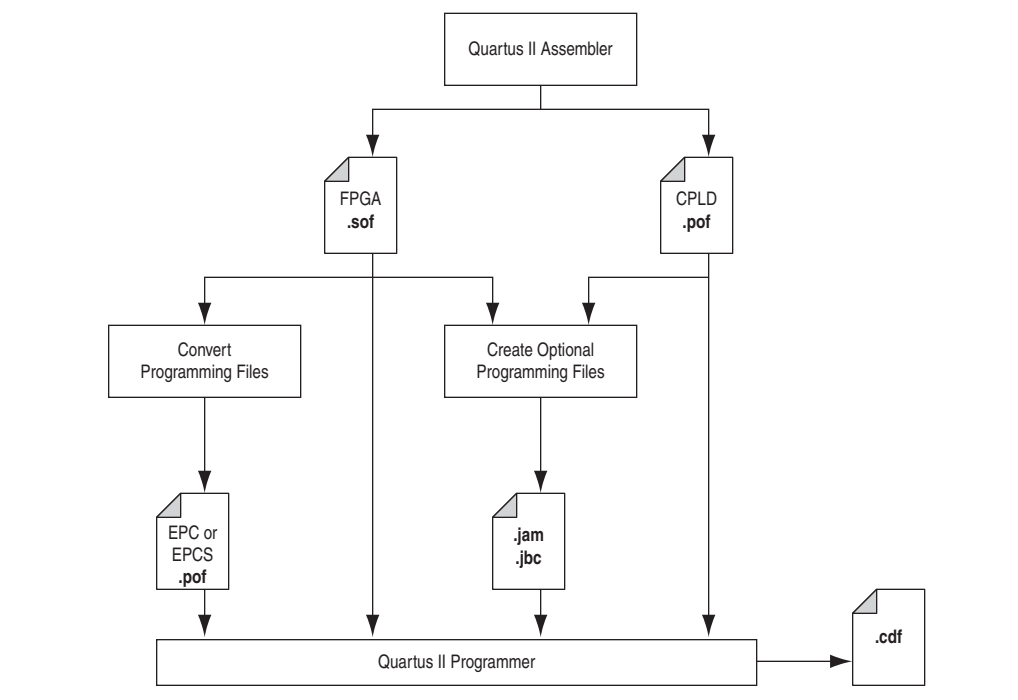 Quartus II Assembler
FPGA
.sof
CPLD
.pof
Convert
Programming Files
Create Optional
Programming Files
EPC or
EPCS
.pof
.jam
.jbc
.cdf
Quartus II Programmer